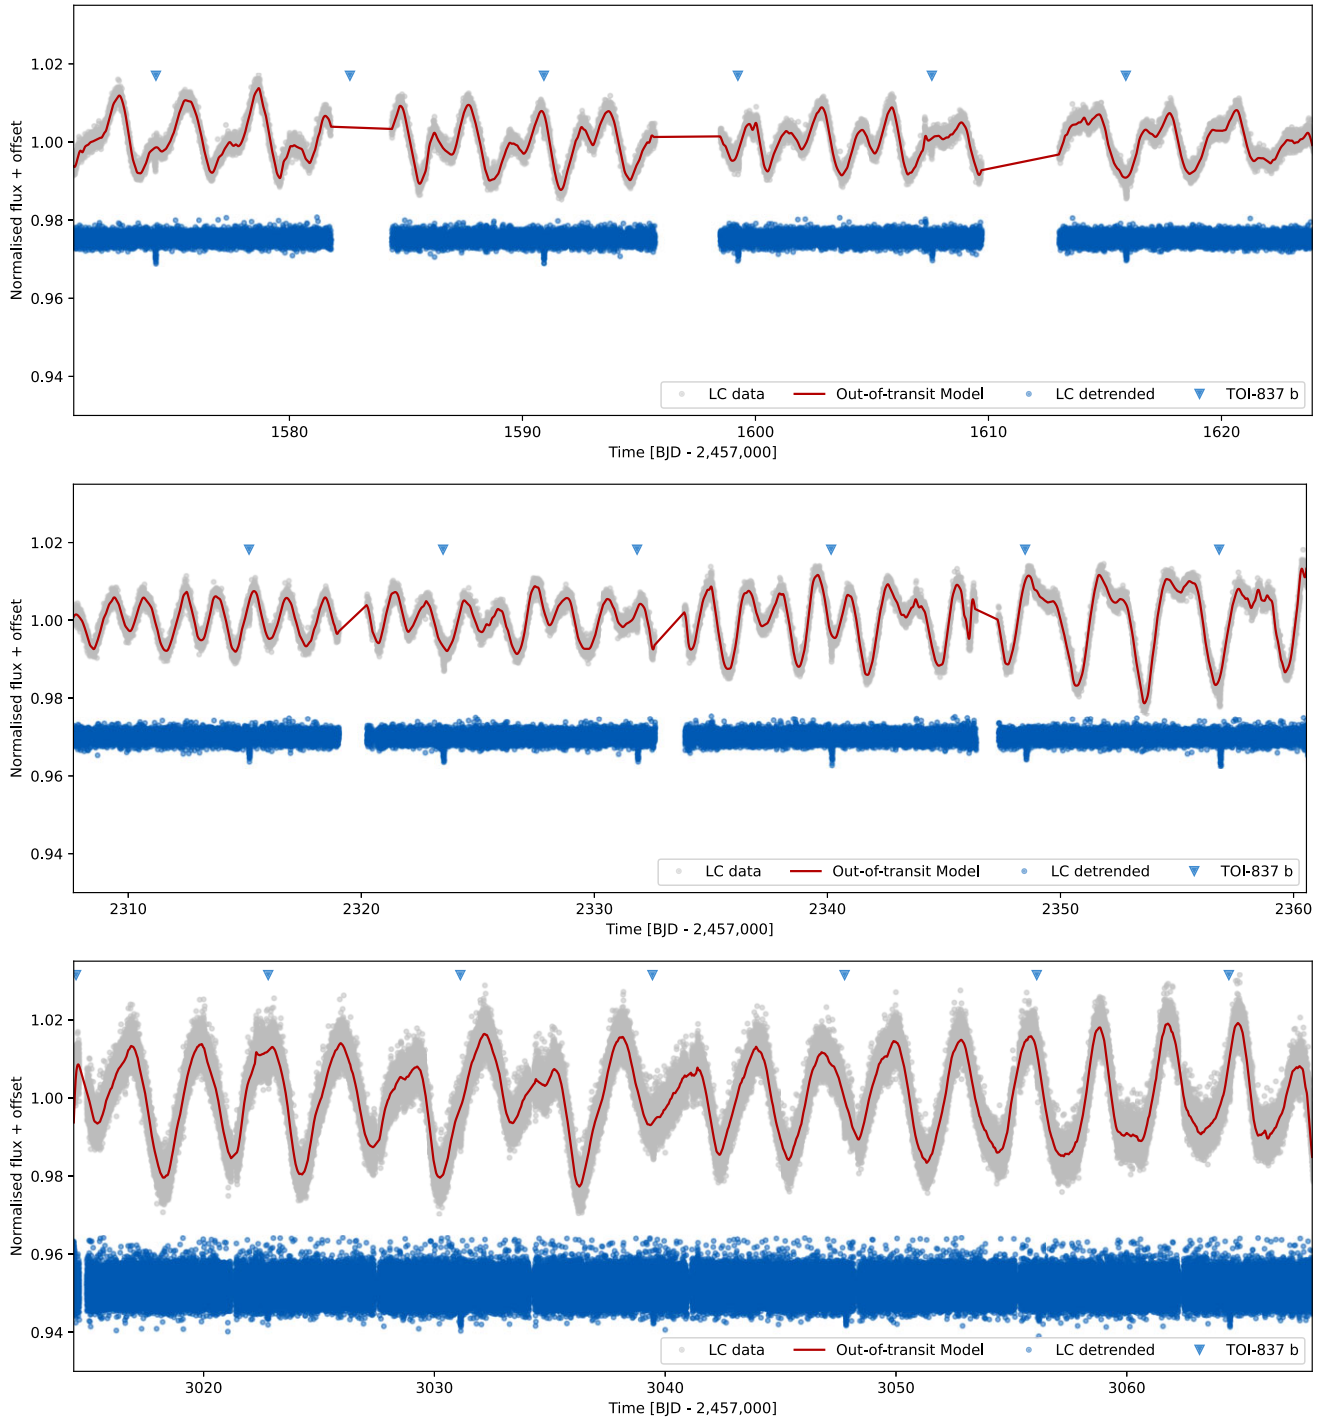 Normalised flux + offset
1.02
1.00
0.98
0.96
0.94
LC data
Out-of-transit Model
LC detrended
TOI-837 b
1580
1590
1600
1610
1620
Time [BJD - 2,457,000]
Normalised flux + offset
1.02
1.00
0.98
0.96
0.94
LC data
Out-of-transit Model
LC detrended
TOI-837 b
2310
2320
2330
2340
2350
2360
Time [BJD - 2,457,000]
Normalised flux + offset
1.02
1.00
0.98
0.96
0.94
LC data
Out-of-transit Model
LC detrended
TOI-837 b
3020
3030
3040
3050
3060
Time [BJD - 2,457,000]